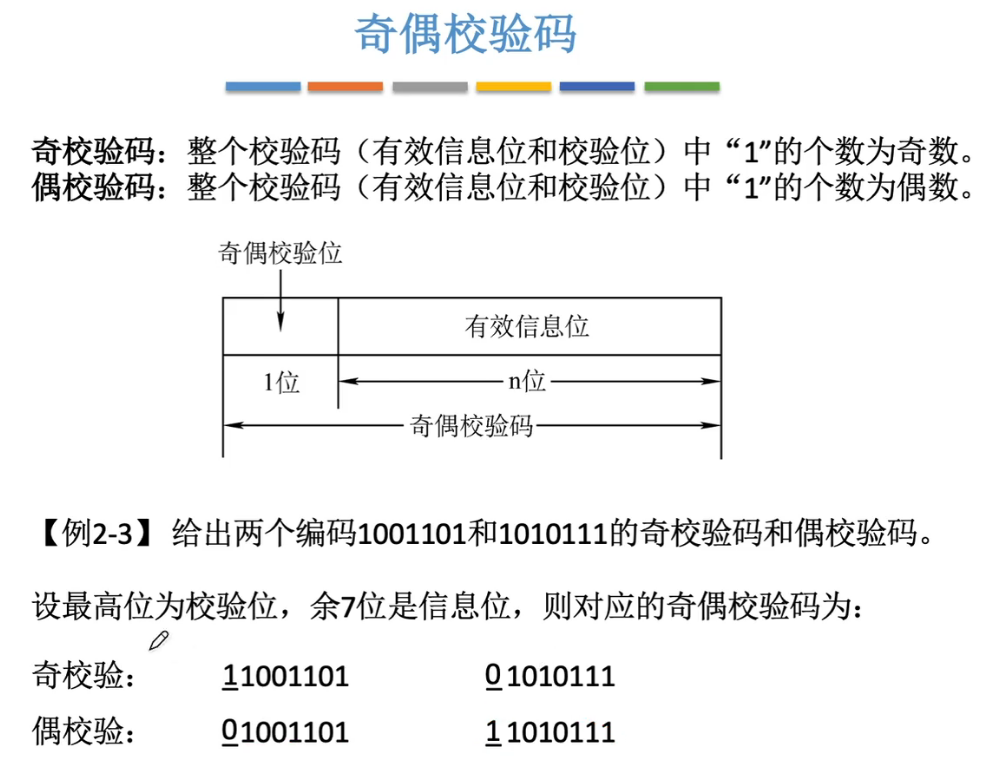 奇偶校验码
奇校验码：整个校验码（有效信息位和校验位）中“1”的个数为奇数。
偶校验码：整个校验码（有效信息位和校验位）中“1”的个数为偶数。
奇偶校验位
有效信息位
1位
n位
奇偶校验码
【例2-3】 给出两个编码1001101和1010111的奇校验码和偶校验码。
设最高位为校验位，余7位是信息位，则对应的奇偶校验码为：
奇校验： 11001101 0 1010111
偶校验： 01001101 1 1010111